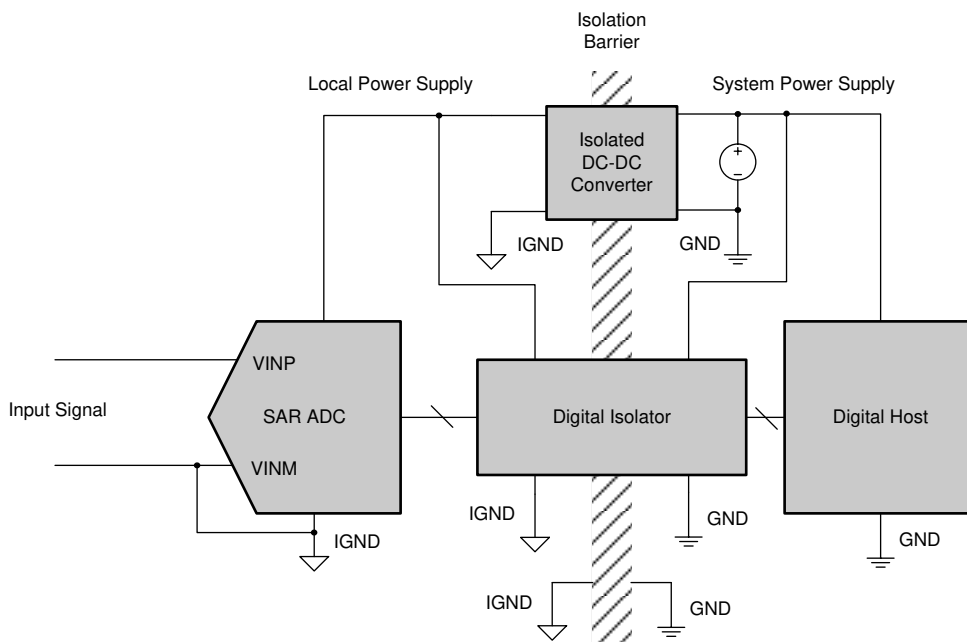 Isolation
Barrier
Local Power Supply
System Power Supply
Isolated
DC-DC
Converter
+
−
IGND
GND
VINP
Input Signal
SAR ADC
Digital Isolator
Digital Host
VINM
IGND
IGND
GND
GND
IGND
GND